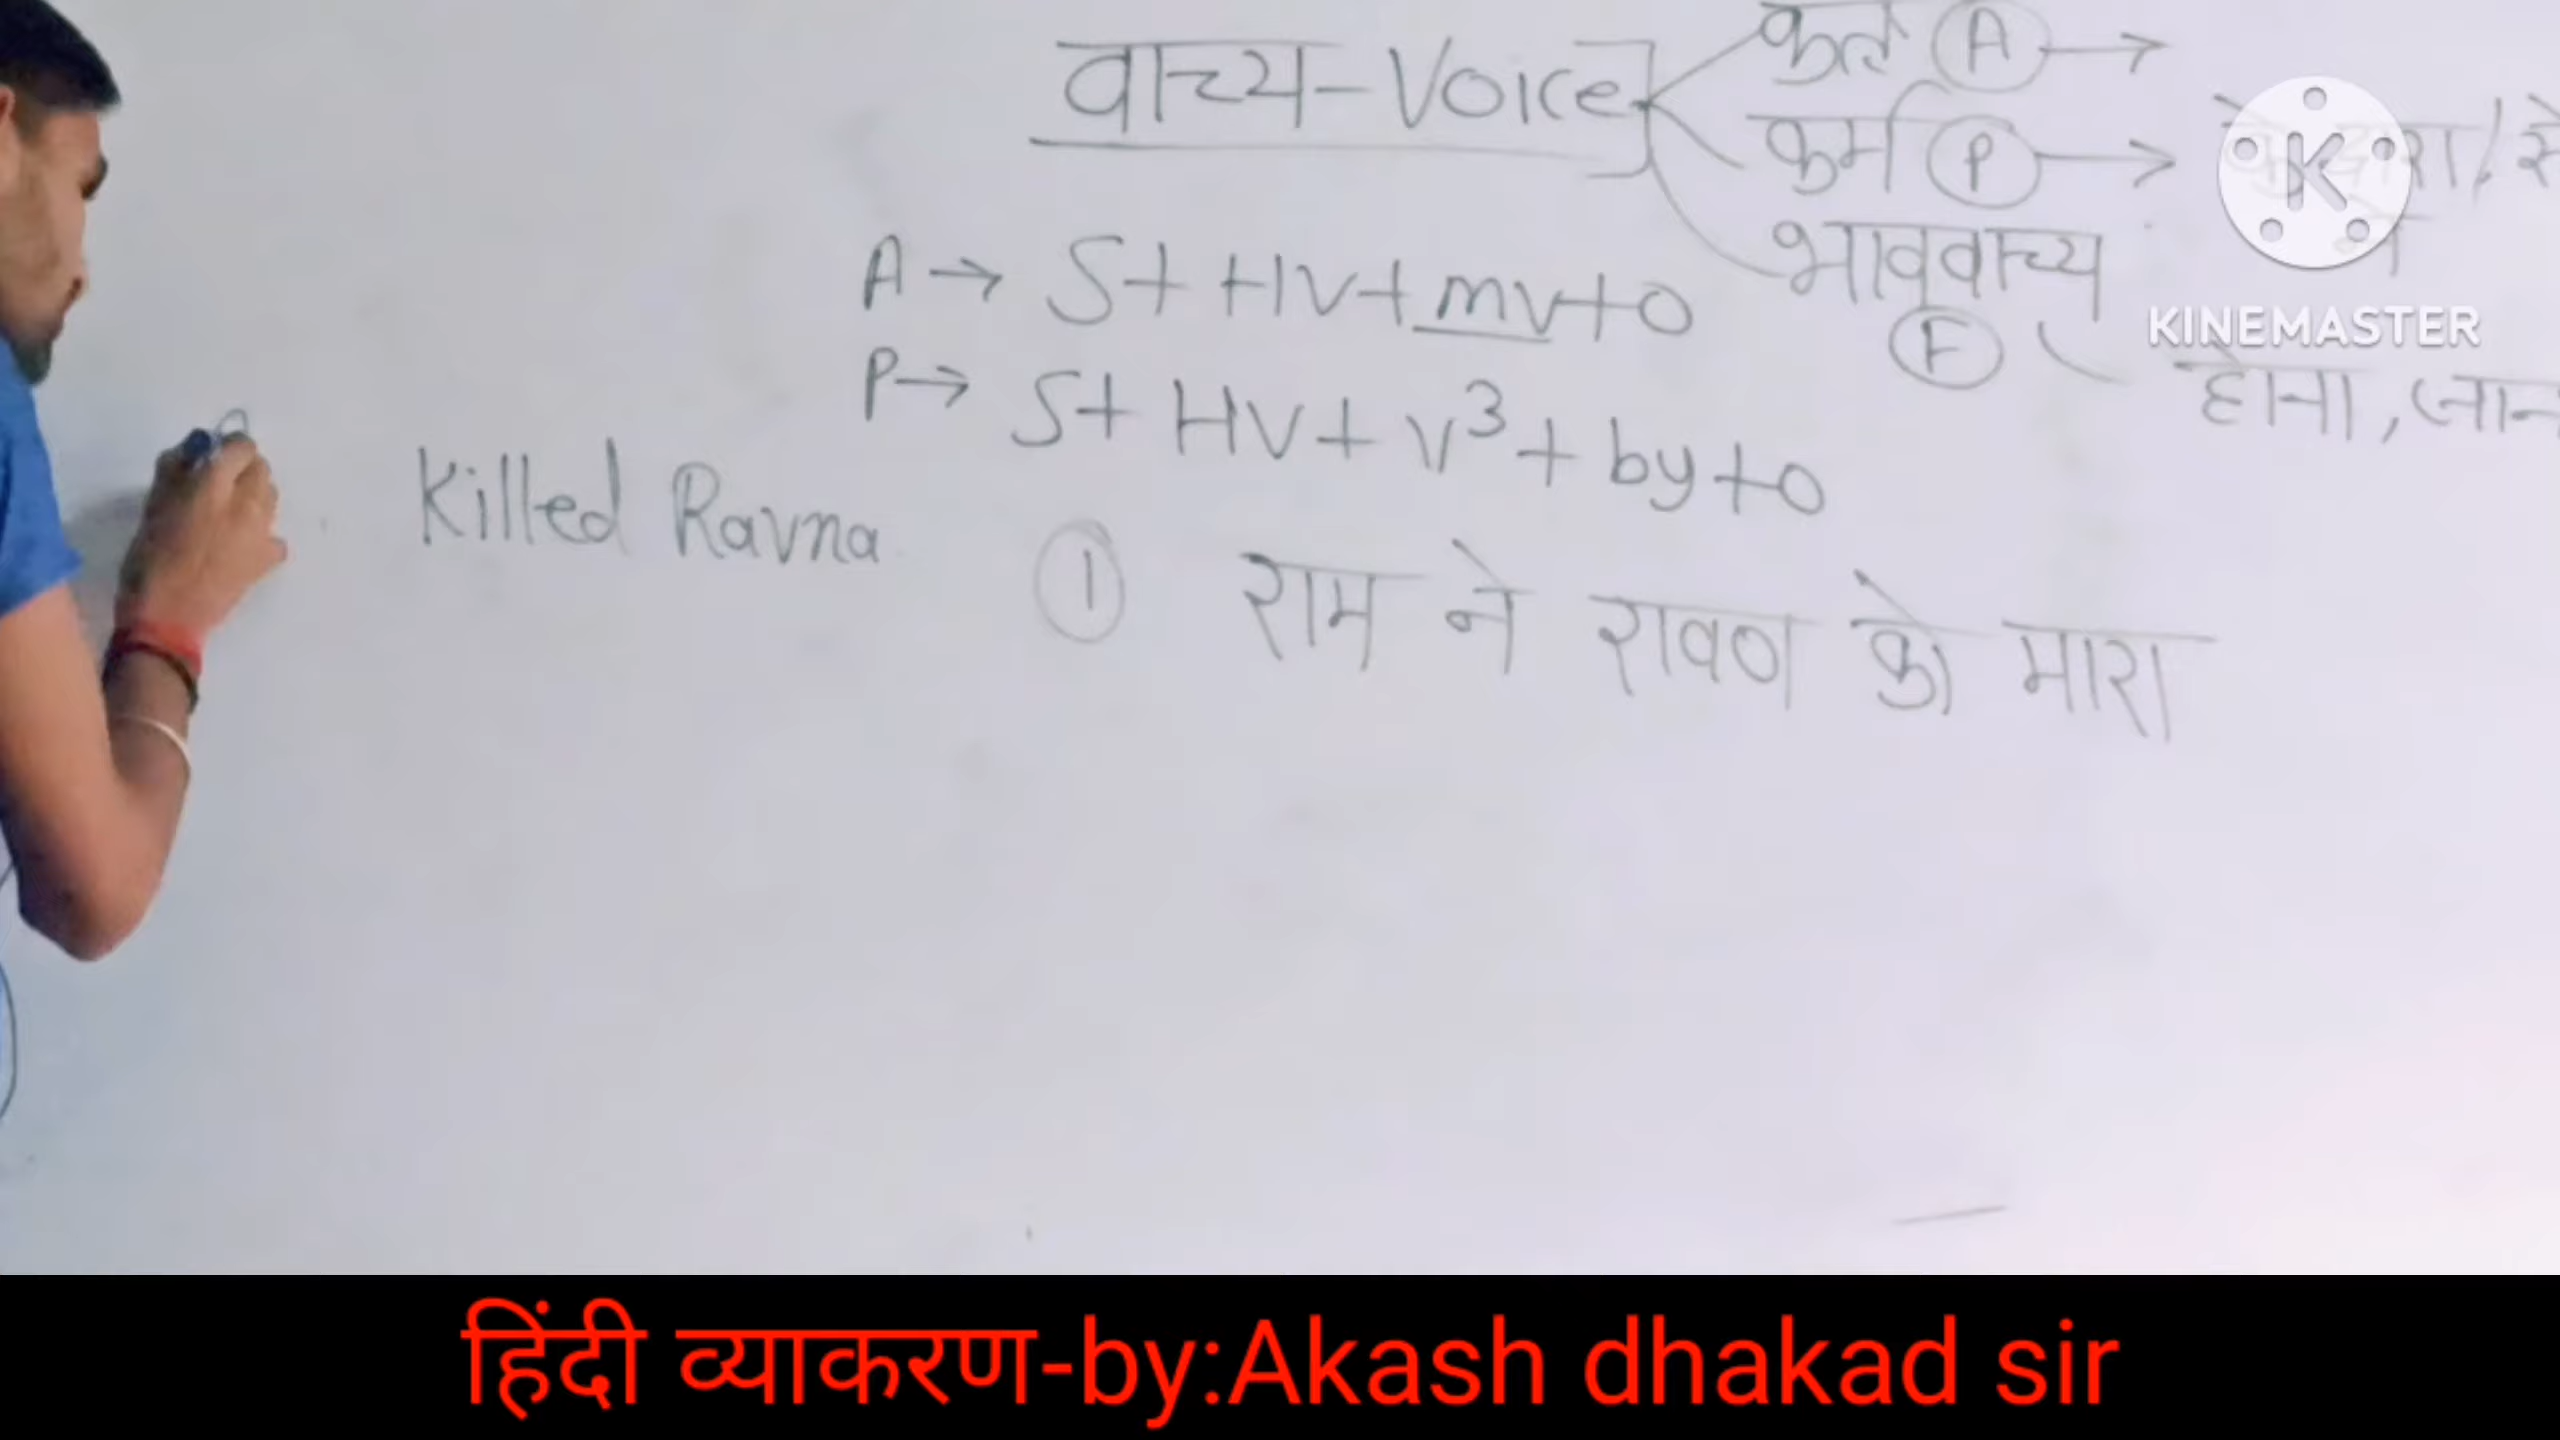 वाच्य-Voice
कर्तृ A →
कर्म P → के द्वारा/से
भाववाच्य
F
होना, जान
KINEMASTER
A → S + HV + mv + O
P → S + HV + V³ + by + O
Killed Ravna
① राम ने रावण को मारा
हिंदी व्याकरण-by:Akash dhakad sir